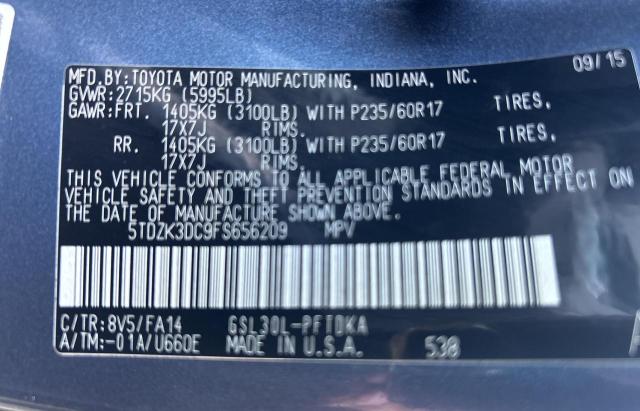 09/15
MFD.BY:TOYOTA MOTOR MANUFACTURING, INDIANA, INC.
GVWR:2715KG (5995LB)
GAWR:FRT. 1405KG (3100LB) WITH P235/60R17 TIRES,
17X7J RIMS.
RR. 1405KG (3100LB) WITH P235/60R17 TIRES,
17X7J RIMS.
THIS VEHICLE CONFORMS TO ALL APPLICABLE FEDERAL MOTOR
VEHICLE SAFETY AND THEFT PREVENTION STANDARDS IN EFFECT ON
THE DATE OF MANUFACTURE SHOWN ABOVE.
5TDZK3DC9FS656209 MPV
C/TR:8V5/FA14 GSL30L-PFTDKA
A/TM:-01A/U660E MADE IN U.S.A. 530